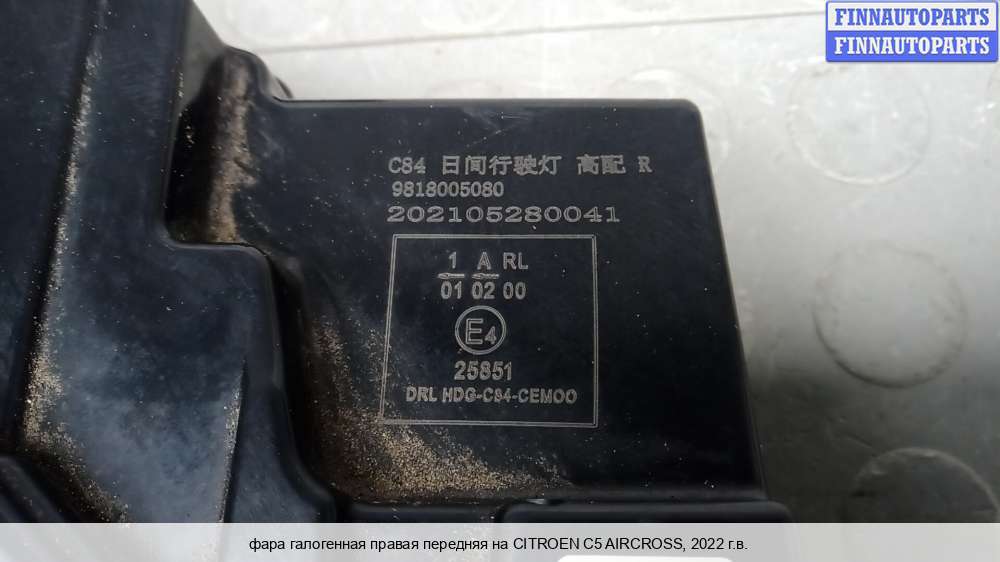 FINNAUTOPARTS
FINNAUTOPARTS
C84 日间行驶灯 高配 R
9818005080
202105280041
1 A RL
01 02 00
E4
25851
DRL HDG-C84-CEMOO
фара галогенная правая передняя на CITROEN C5 AIRCROSS, 2022 г.в.